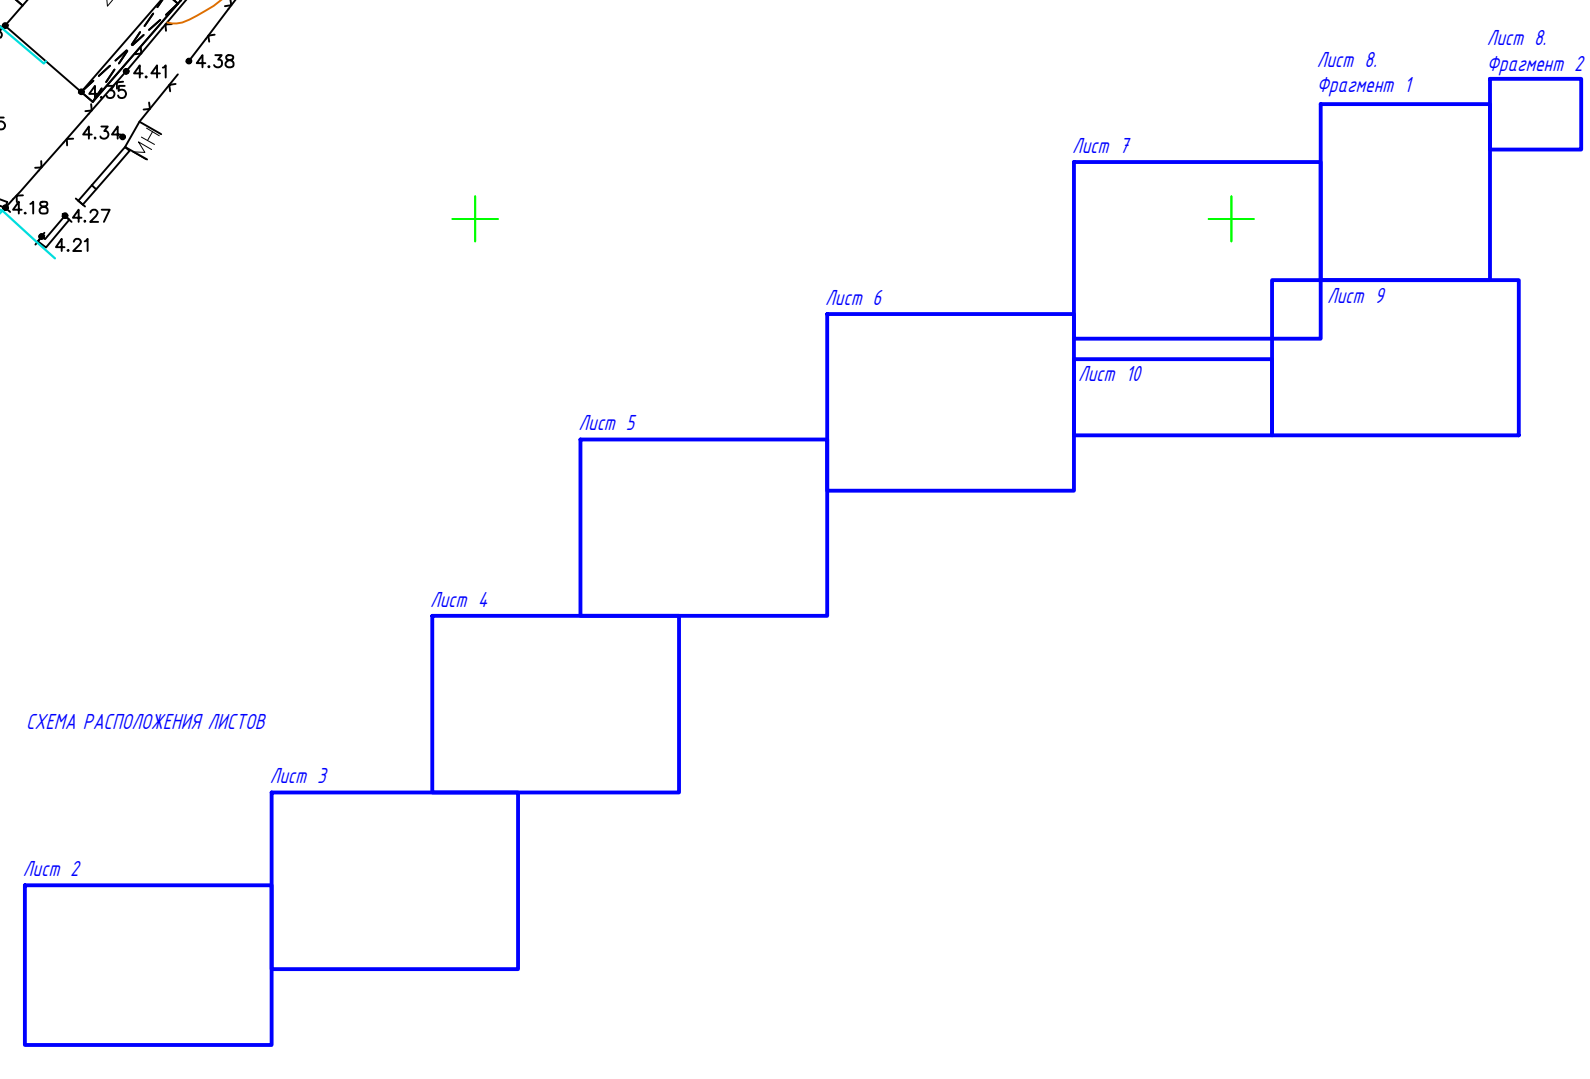 4.38
4.41
4.35
4.34
МН
4.18
4.27
4.21
Лист 8.
Фрагмент 2
Лист 8.
Фрагмент 1
Лист 7
Лист 6
Лист 9
Лист 10
Лист 5
Лист 4
СХЕМА РАСПОЛОЖЕНИЯ ЛИСТОВ
Лист 3
Лист 2